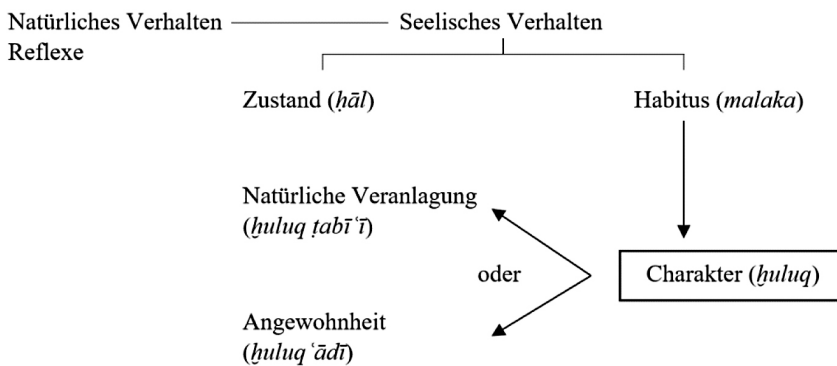 Natürliches Verhalten
Seelisches Verhalten
Reflexe
Zustand (ḥāl)
Habitus (malaka)
Natürliche Veranlagung
(ḫuluq ṭabīʿī)
oder
Charakter (ḫuluq)
Angewohnheit
(ḫuluq ʿādī)